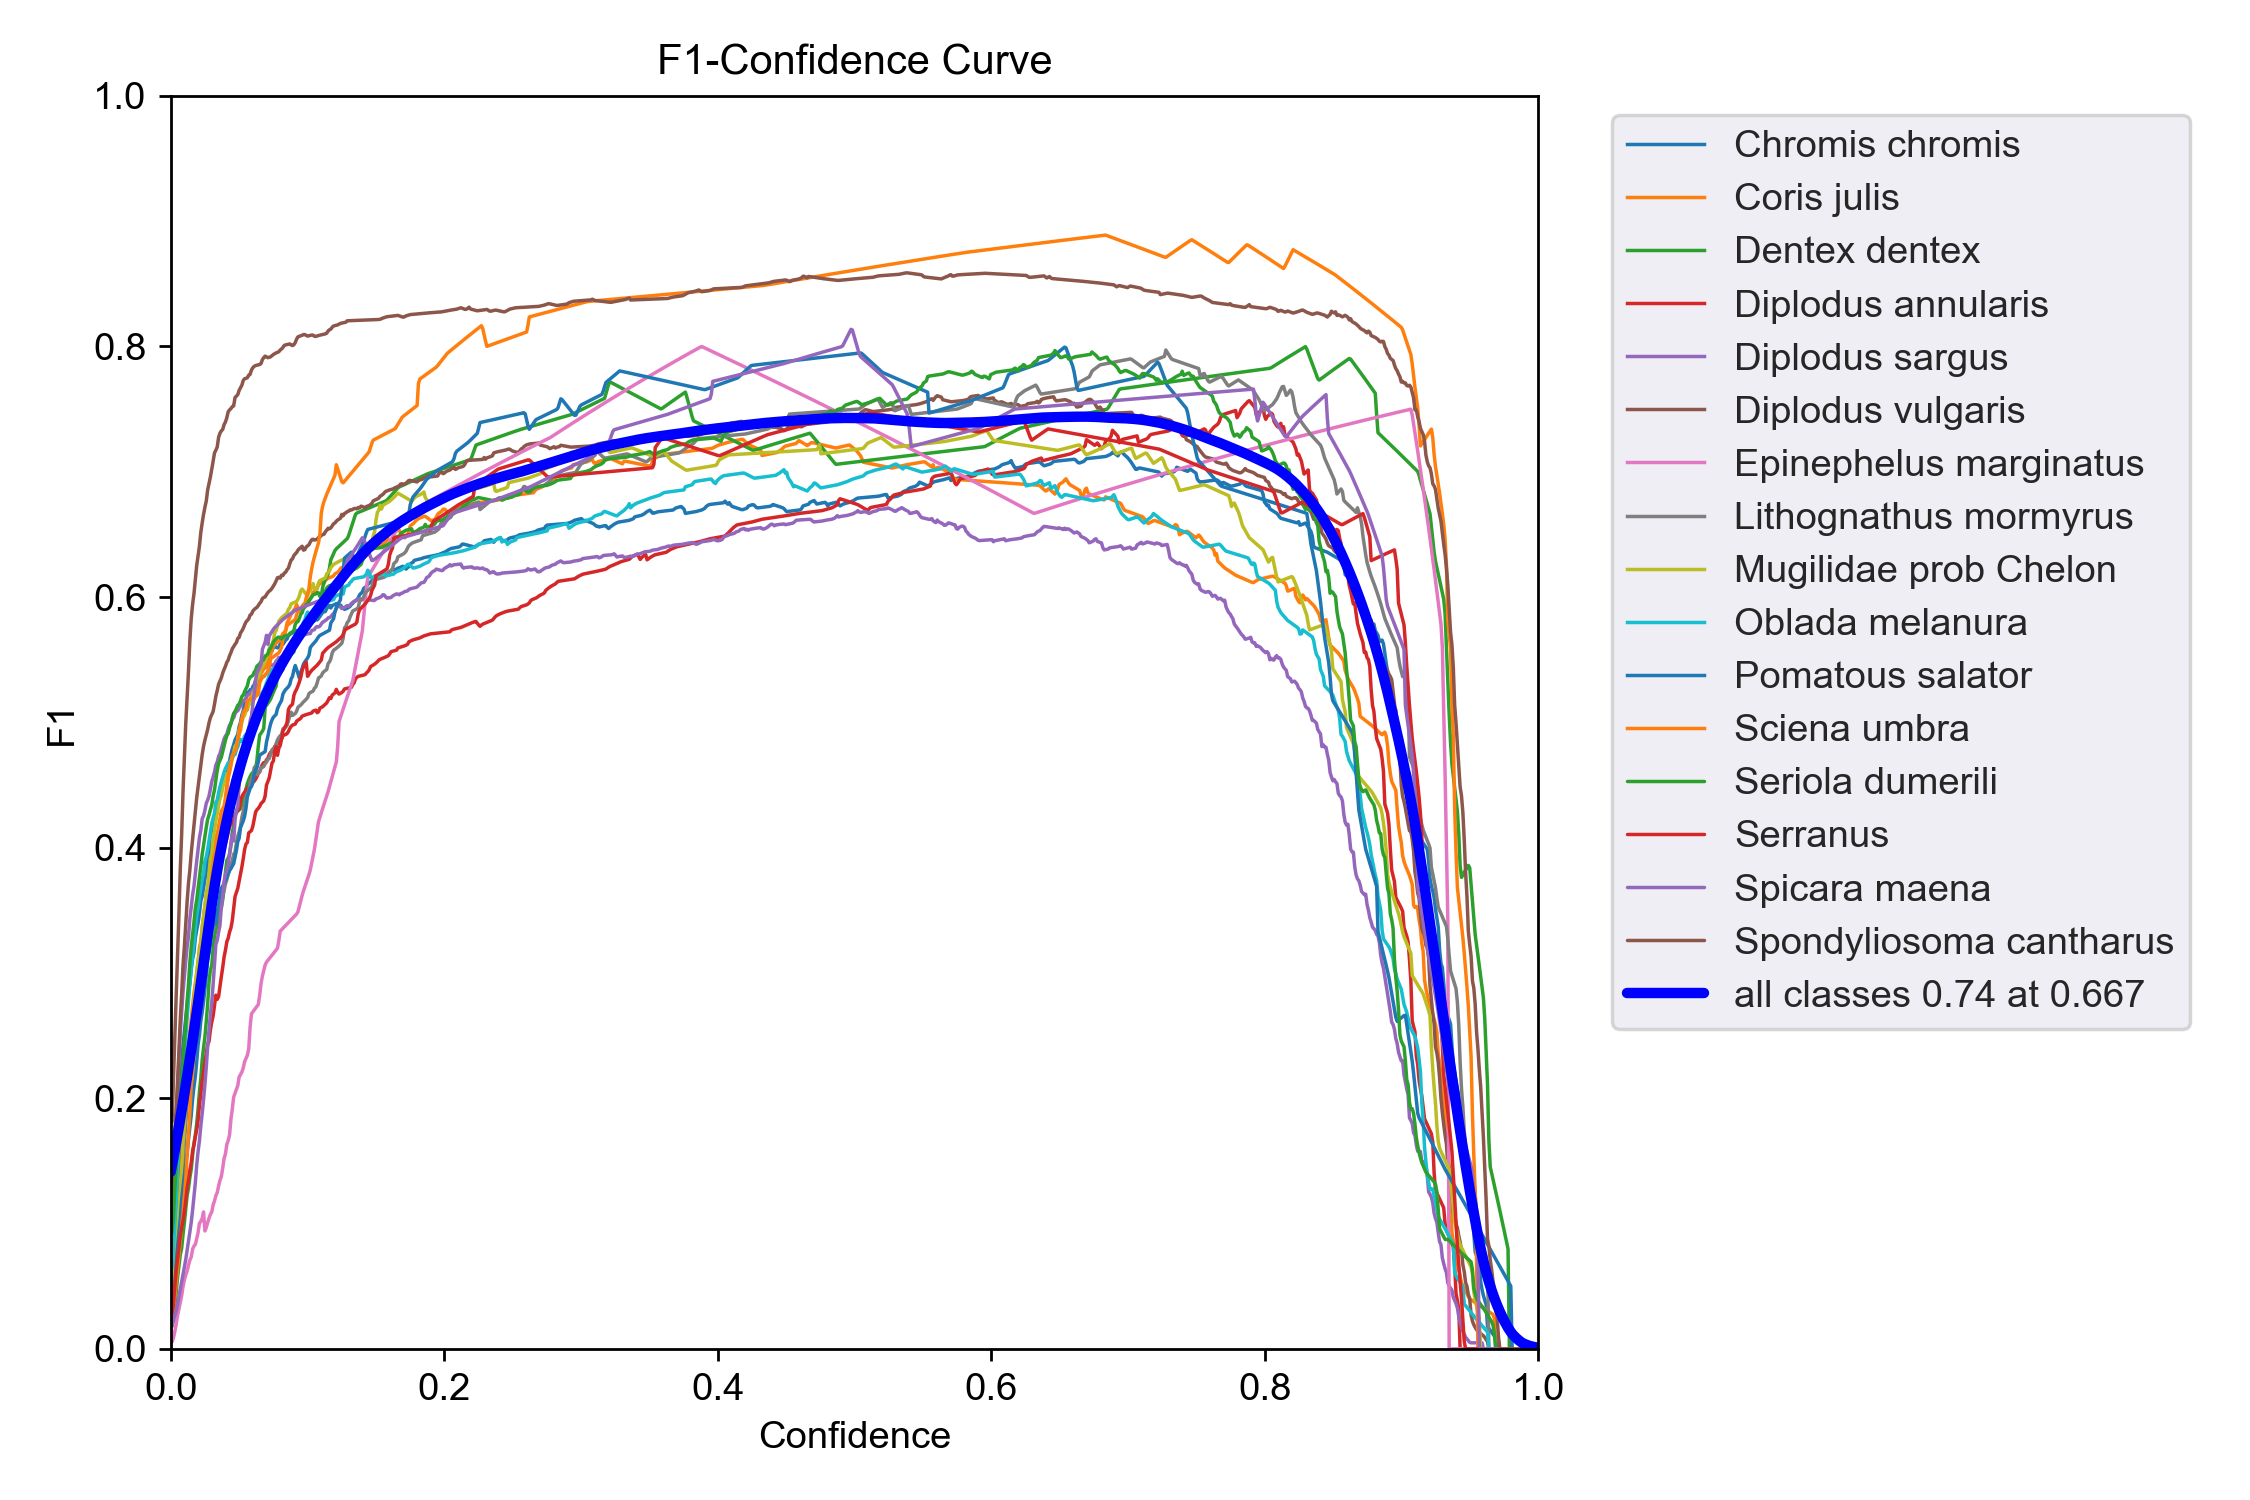 F1-Confidence Curve
1.0
0.8
0.6
0.4
0.2
0.0
F1
0.0 0.2 0.4 0.6 0.8 1.0
Confidence
Chromis chromis
Coris julis
Dentex dentex
Diplodus annularis
Diplodus sargus
Diplodus vulgaris
Epinephelus marginatus
Lithognathus mormyrus
Mugilidae prob Chelon
Oblada melanura
Pomatous salator
Sciena umbra
Seriola dumerili
Serranus
Spicara maena
Spondyliosoma cantharus
all classes 0.74 at 0.667